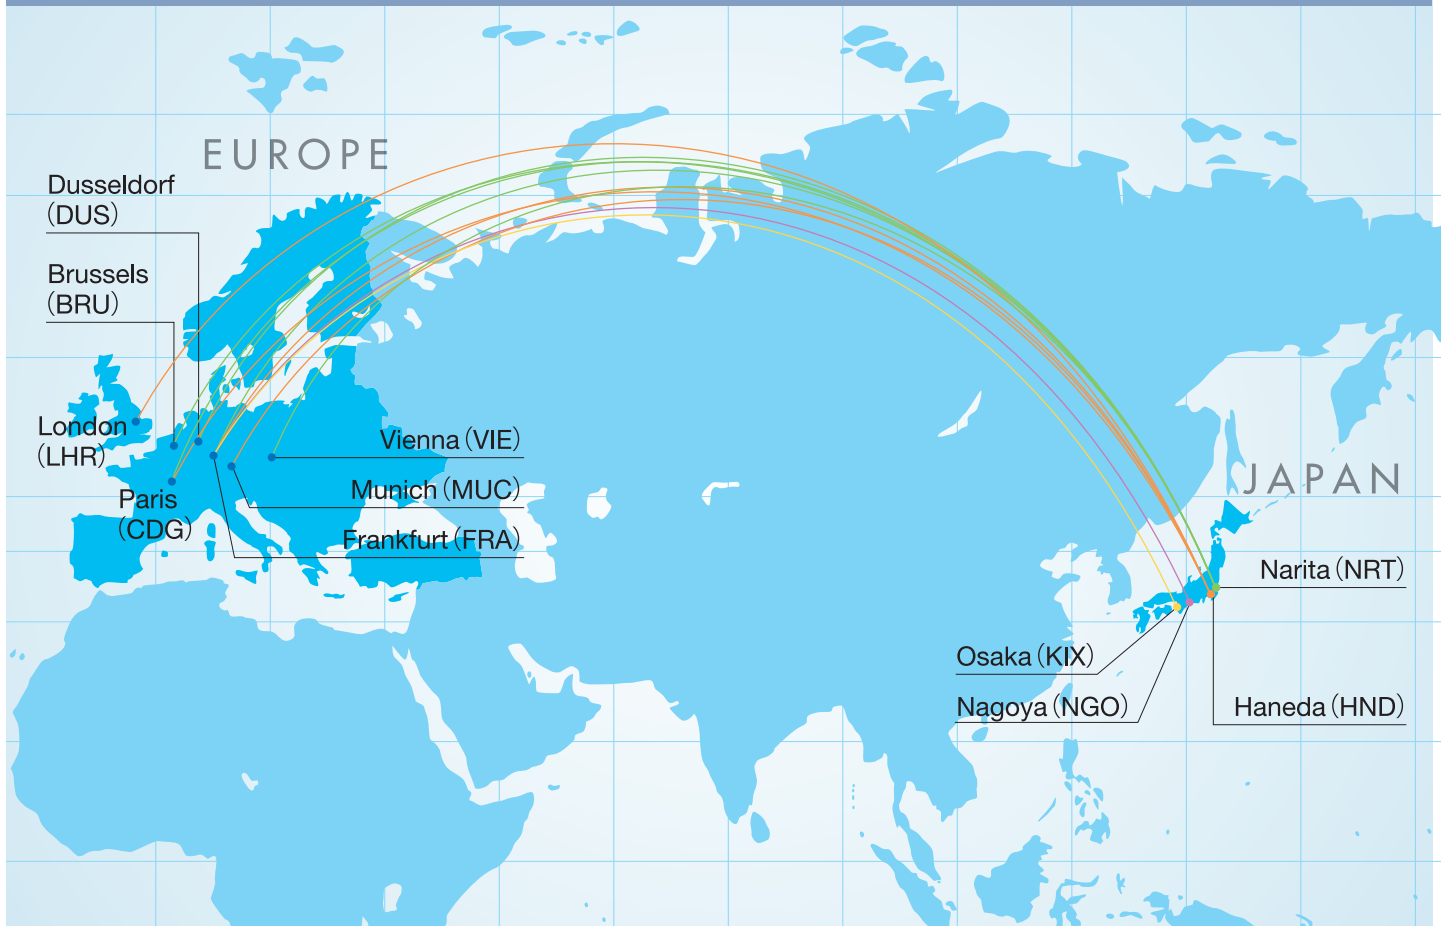 EUROPE
Dusseldorf
(DUS)
Brussels
(BRU)
London
(LHR)
Paris
(CDG)
Vienna (VIE)
Munich (MUC)
Frankfurt (FRA)
JAPAN
Narita (NRT)
Osaka (KIX)
Nagoya (NGO)
Haneda (HND)